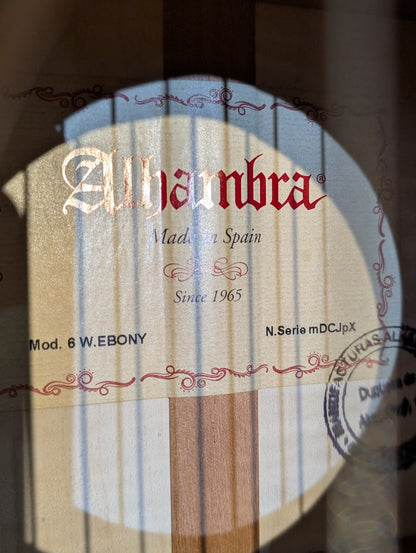 Alhambra®
Made in Spain
Since 1965
Mod. 6 W.EBONY
N.Serie mDCJpX